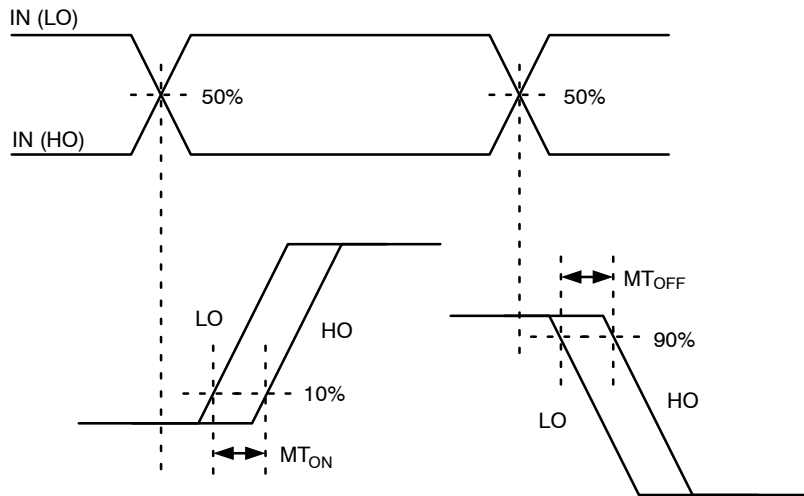 IN (LO)
50%
50%
IN (HO)
LO
HO
MTOFF
90%
10%
LO
HO
MTON